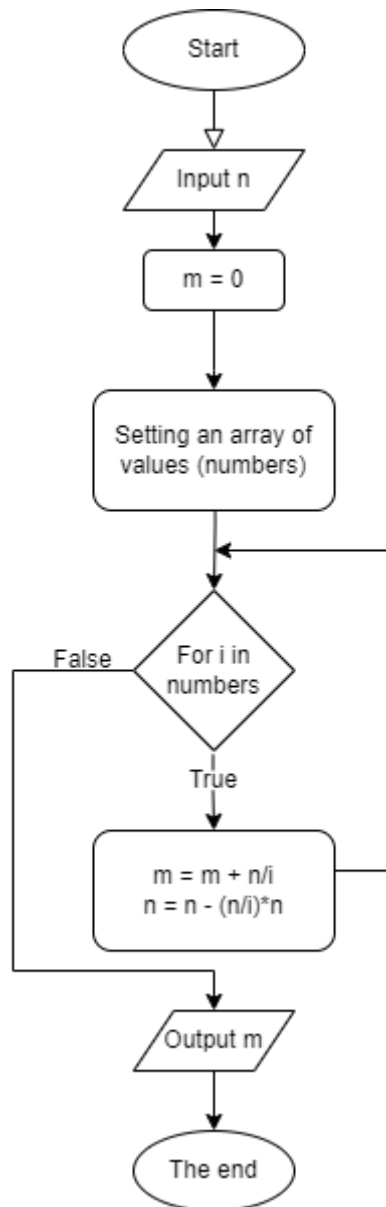 Start
Input n
m = 0
Setting an array of
values (numbers)
For i in
numbers
False
True
m = m + n/i
n = n - (n/i)*n
Output m
The end